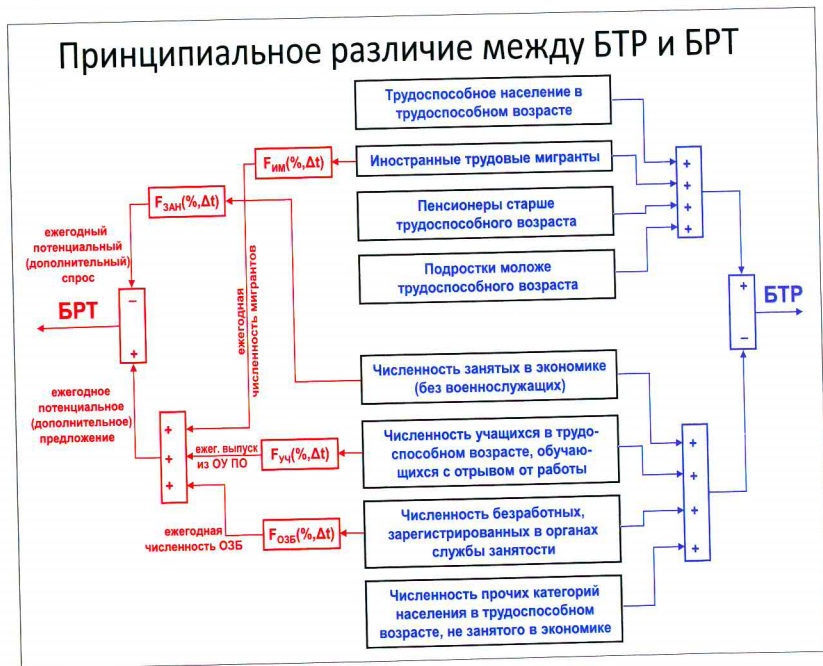 Принципиальное различие между БТР и БРТ
Трудоспособное население в
трудоспособном возрасте
Иностранные трудовые мигранты
Пенсионеры старше
трудоспособного возраста
Подростки моложе
трудоспособного возраста
+
+
+
+
+
−
БТР
Fим(%,Δt)
Fзан(%,Δt)
ежегодный
потенциальный
(дополнительный)
спрос
БРТ
−
+
ежегодная
численность мигрантов
ежегодное
потенциальное
(дополнительное)
предложение
+
+
+
ежег. выпуск
из ОУ ПО
Fуч(%,Δt)
ежегодная
численность ОЗБ
Fозб(%,Δt)
Численность занятых в экономике
(без военнослужащих)
Численность учащихся в трудо-
способном возрасте, обучаю-
щихся с отрывом от работы
Численность безработных,
зарегистрированных в органах
службы занятости
Численность прочих категорий
населения в трудоспособном
возрасте, не занятого в экономике
+
+
+
+